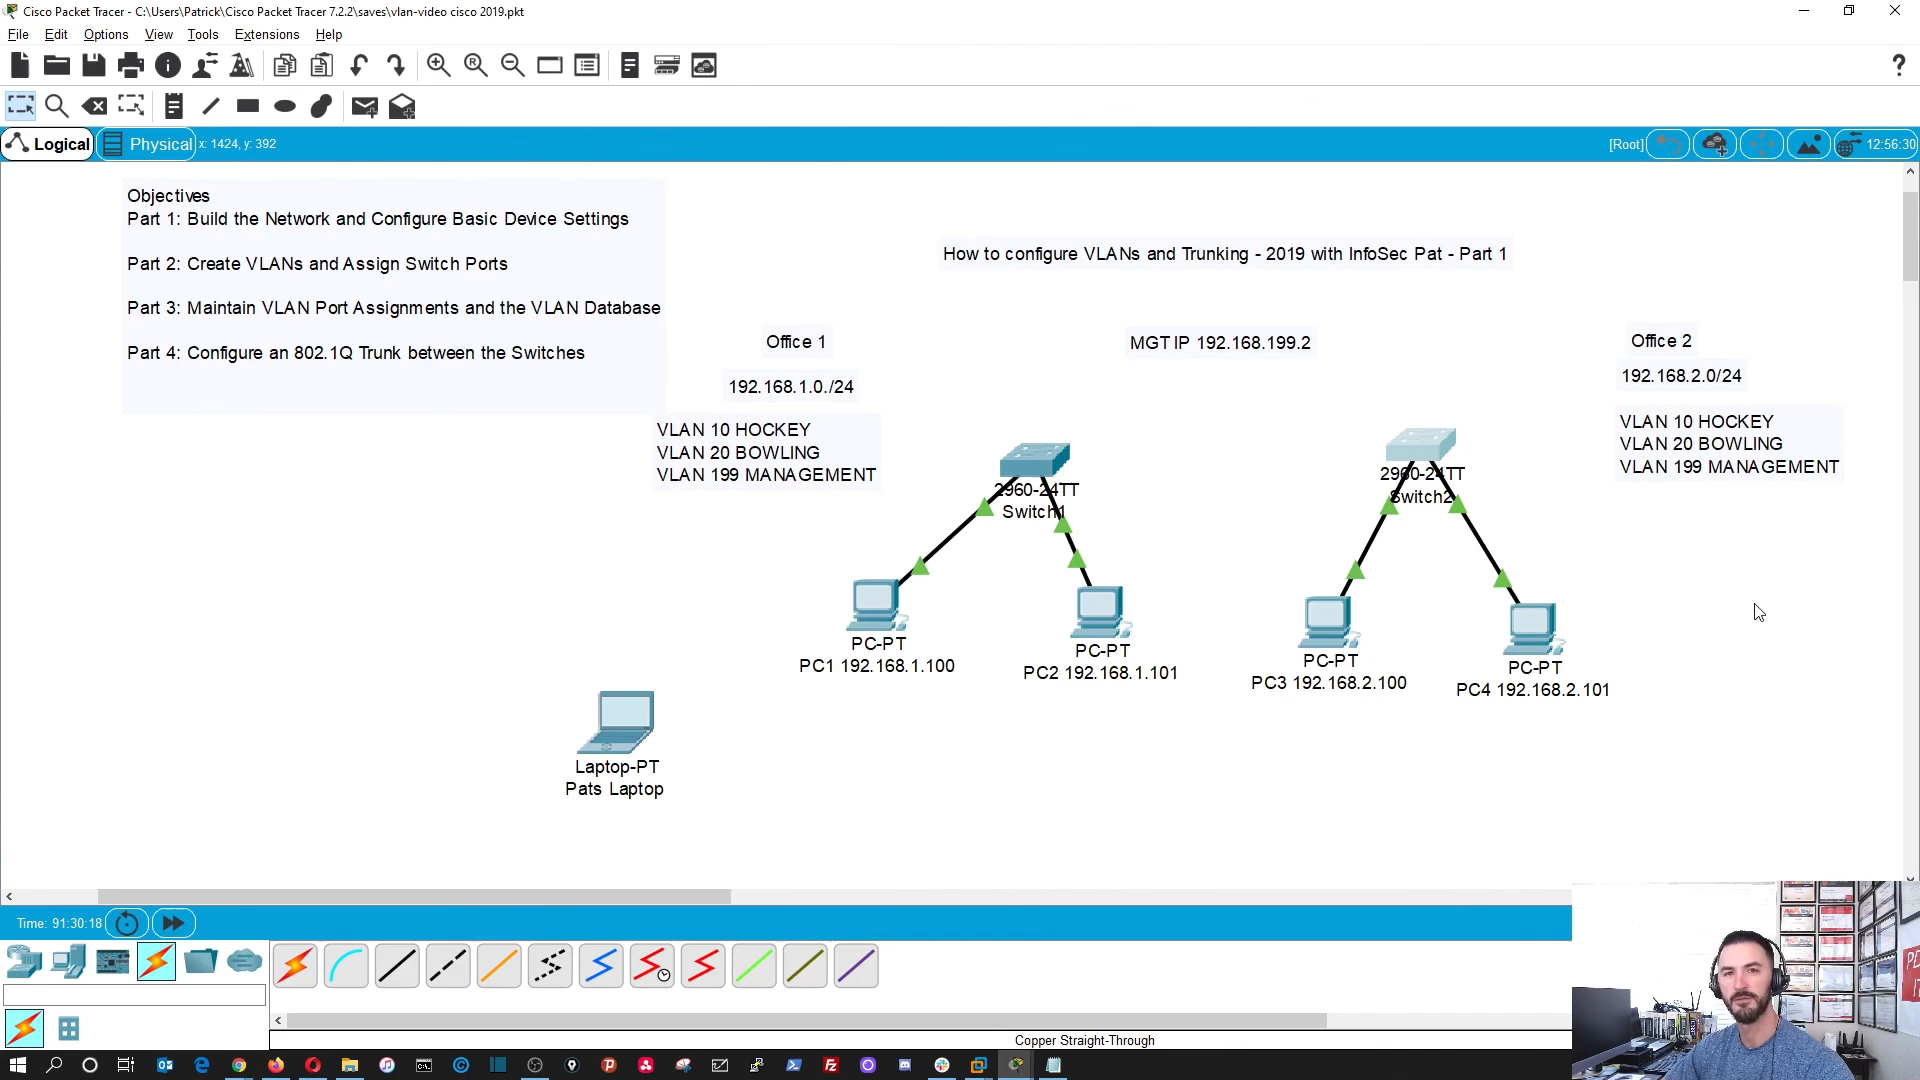 Cisco Packet Tracer - C:\Users\Patrick\Cisco Packet Tracer 7.2.2\saves\vlan-video cisco 2019.pkt
File Edit Options View Tools Extensions Help
Logical
Physical
x: 1424, y: 392
[Root]
12:56:30
Objectives
Part 1: Build the Network and Configure Basic Device Settings
Part 2: Create VLANs and Assign Switch Ports
Part 3: Maintain VLAN Port Assignments and the VLAN Database
Part 4: Configure an 802.1Q Trunk between the Switches
How to configure VLANs and Trunking - 2019 with InfoSec Pat - Part 1
Office 1
192.168.1.0./24
VLAN 10 HOCKEY
VLAN 20 BOWLING
VLAN 199 MANAGEMENT
MGT IP 192.168.199.2
Office 2
192.168.2.0/24
VLAN 10 HOCKEY
VLAN 20 BOWLING
VLAN 199 MANAGEMENT
2960-24TT
Switch1
2960-24TT
Switch2
PC-PT
PC1 192.168.1.100
PC-PT
PC2 192.168.1.101
PC-PT
PC3 192.168.2.100
PC-PT
PC4 192.168.2.101
Laptop-PT
Pats Laptop
Time: 91:30:18
Copper Straight-Through